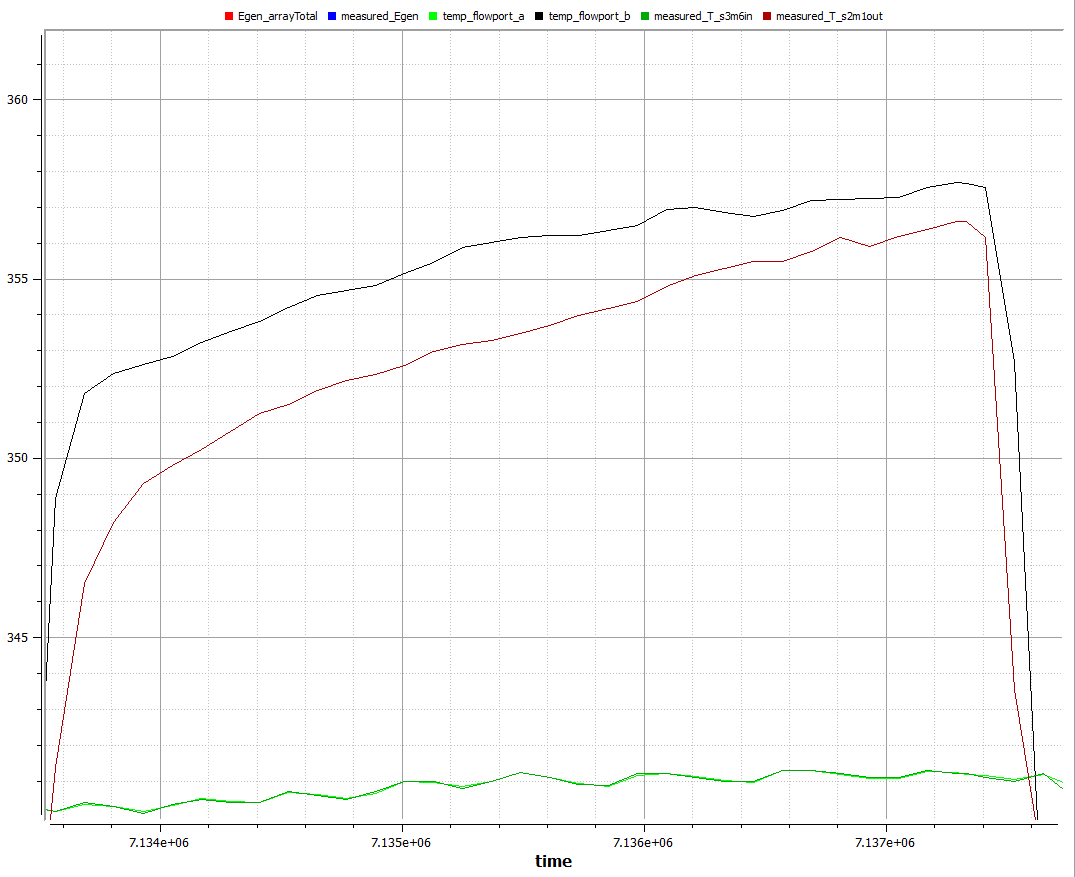 Egen_arrayTotal measured_Egen temp_flowport_a temp_flowport_b measured_T_s3m6in measured_T_s2m1out
360
355
350
345
7.134e+06 7.135e+06 7.136e+06 7.137e+06
time